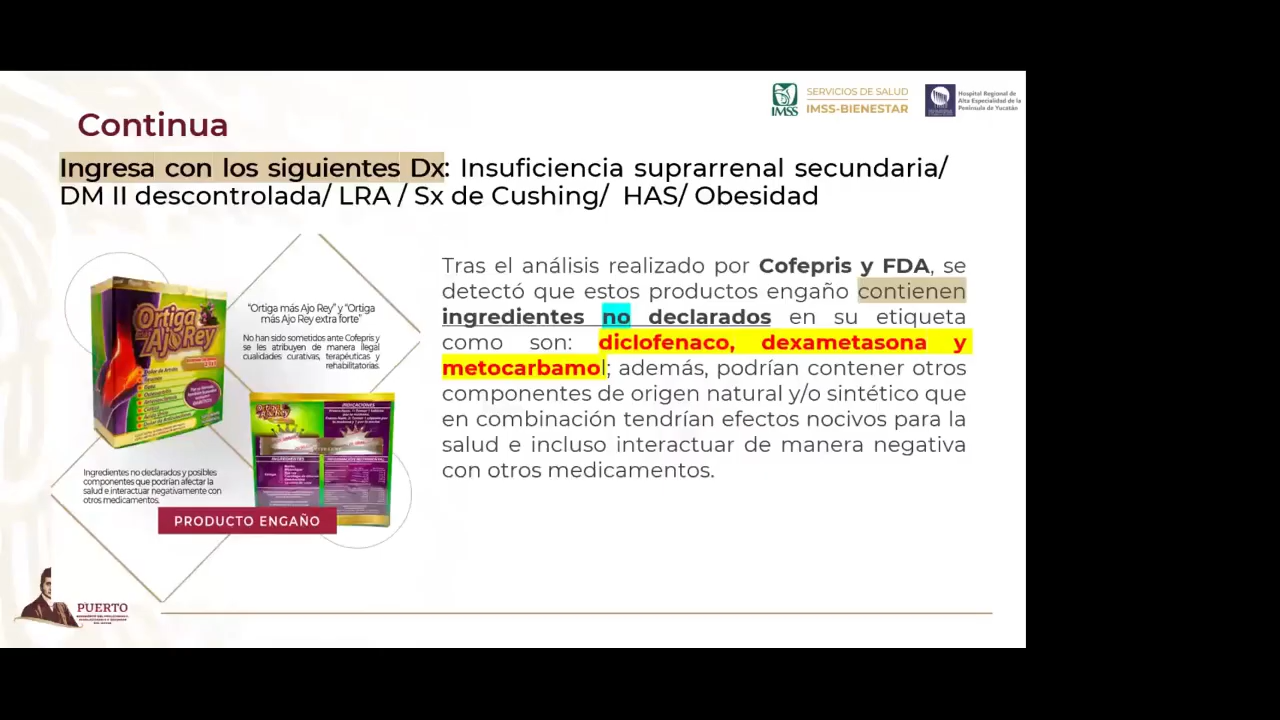 SERVICIOS DE SALUD
IMSS-BIENESTAR
IMSS
Hospital Regional de
Alta Especialidad de la
Península de Yucatán
Continua
Ingresa con los siguientes Dx: Insuficiencia suprarrenal secundaria/
DM II descontrolada/ LRA / Sx de Cushing/ HAS/ Obesidad
Ortiga
Ajo Rey
"Ortiga más Ajo Rey" y "Ortiga
más Ajo Rey extra forte"
No han sido sometidos ante Cofepris y
se les atribuyen de manera ilegal
cualidades curativas, terapéuticas y
rehabilitatorias.
Ingredientes no declarados y posibles
componentes que podrían afectar la
salud e interactuar negativamente con
otros medicamentos.
PRODUCTO ENGAÑO
Tras el análisis realizado por Cofepris y FDA, se
detectó que estos productos engaño contienen
ingredientes no declarados en su etiqueta
como son: diclofenaco, dexametasona y
metocarbamol; además, podrían contener otros
componentes de origen natural y/o sintético que
en combinación tendrían efectos nocivos para la
salud e incluso interactuar de manera negativa
con otros medicamentos.
PUERTO